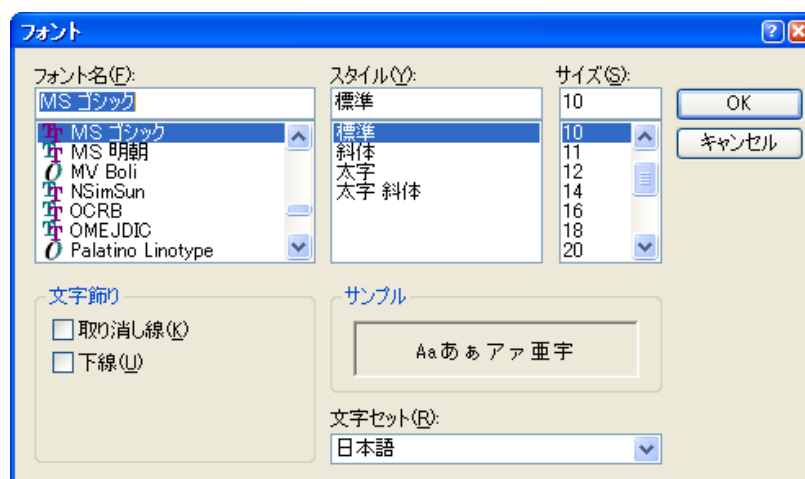 フォント
フォント名(F):
MS ゴシック
MS ゴシック
MS 明朝
MV Boli
NSimSun
OCRB
OMEJDIC
Palatino Linotype
スタイル(Y):
標準
標準
斜体
太字
太字 斜体
サイズ(S):
10
10
11
12
14
16
18
20
OK
キャンセル
文字飾り
取り消し線(K)
下線(U)
サンプル
Aaあぁアァ亜宇
文字セット(R):
日本語